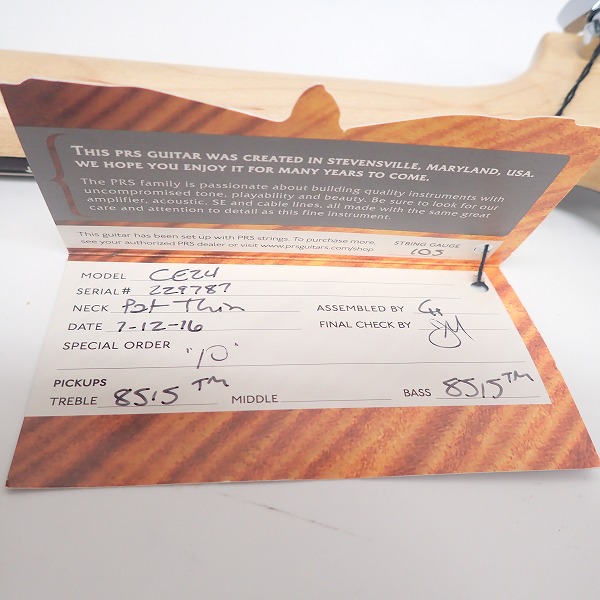 THIS PRS GUITAR WAS CREATED IN STEVENSVILLE, MARYLAND, USA.
WE HOPE YOU ENJOY IT FOR MANY YEARS TO COME.
The PRS family is passionate about building quality instruments with
uncompromised tone, playability and beauty. Be sure to look for our
amplifier, acoustic, SE and cable lines, all made with the same great
care and attention to detail as this fine instrument.
This guitar has been set up with PRS strings. To purchase more,
see your authorized PRS dealer or visit www.prsguitars.com/shop
STRING GAUGE
105
MODEL CE24
SERIAL# 229787
NECK Pat Thin
ASSEMBLED BY
DATE 7-12-16
FINAL CHECK BY
SPECIAL ORDER
PICKUPS
TREBLE 8515 TM MIDDLE BASS 8515 TM